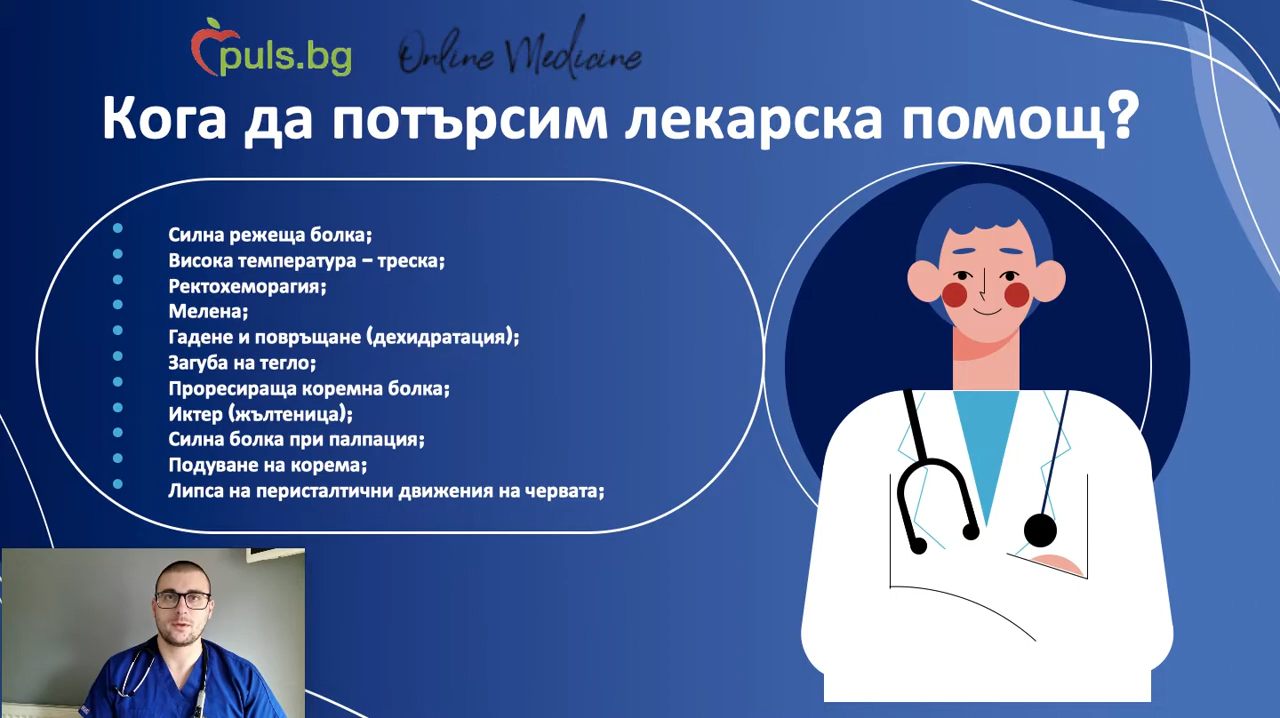 puls.bg
Online Medicine
Кога да потърсим лекарска помощ?
Силна режеща болка;
Висока температура – треска;
Ректохеморагия;
Мелена;
Гадене и повръщане (дехидратация);
Загуба на тегло;
Проресираща коремна болка;
Иктер (жълтеница);
Силна болка при палпация;
Подуване на корема;
Липса на перисталтични движения на червата;